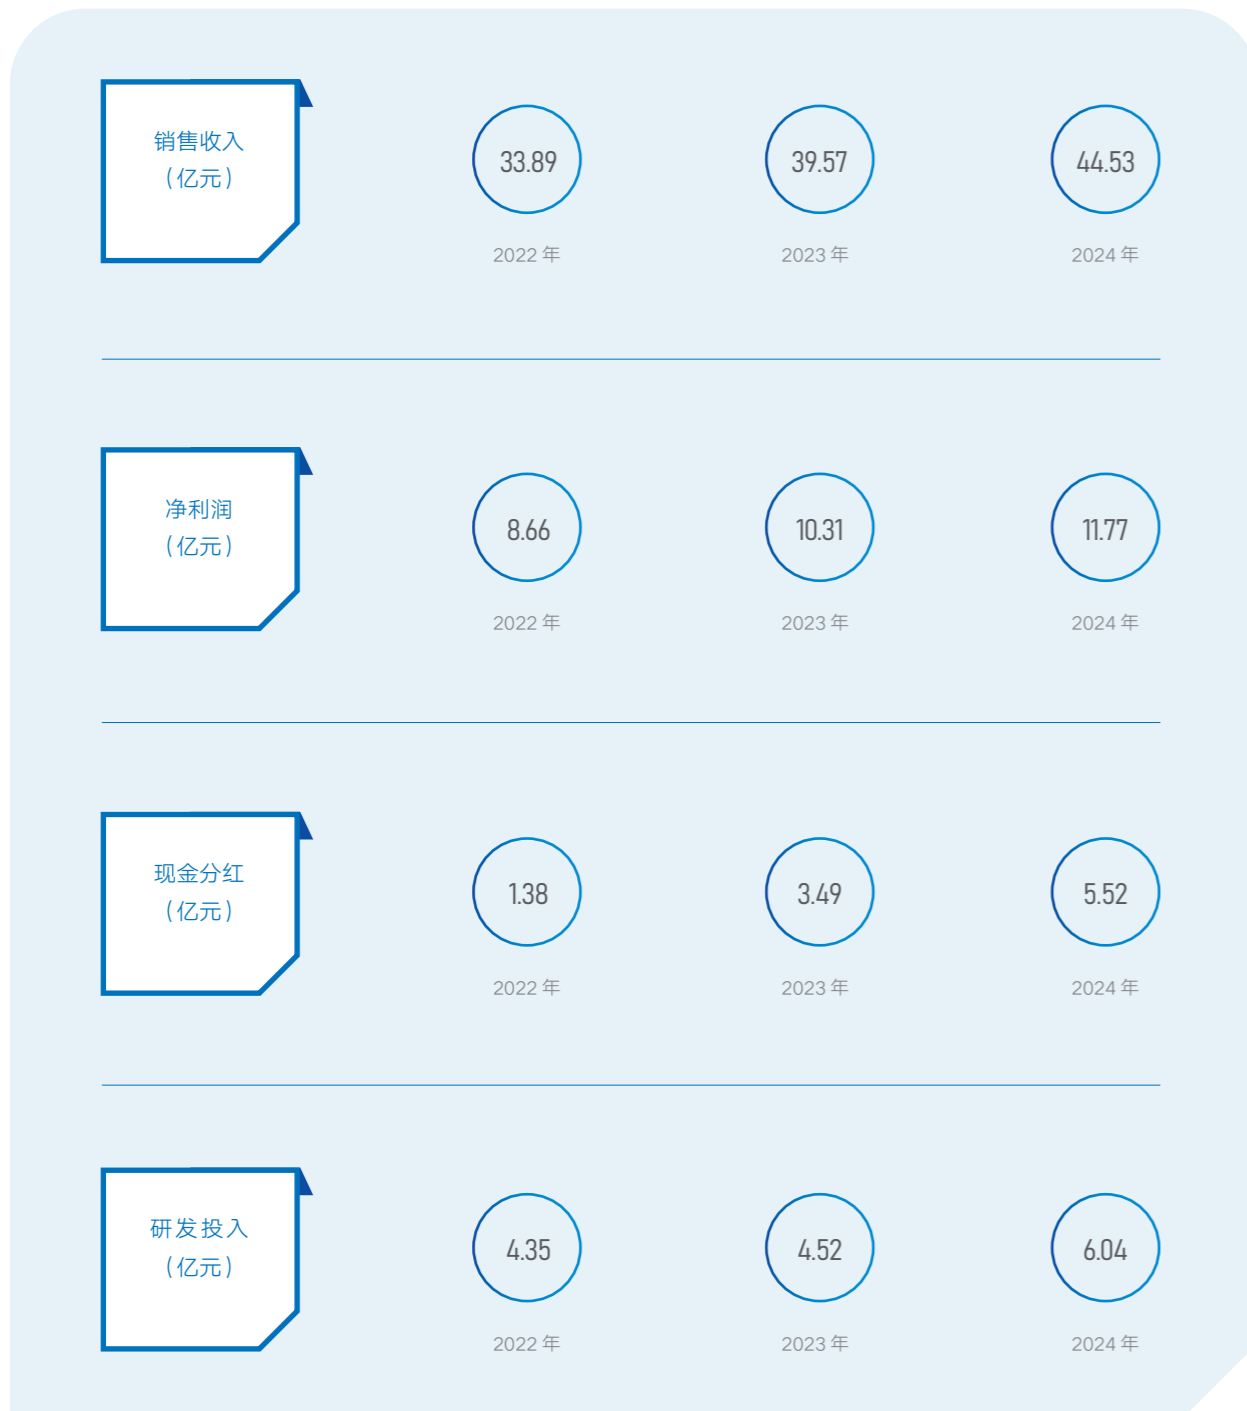 销售收入
（亿元）
33.89
39.57
44.53
2022 年
2023 年
2024 年
净利润
（亿元）
8.66
10.31
11.77
2022 年
2023 年
2024 年
现金分红
（亿元）
1.38
3.49
5.52
2022 年
2023 年
2024 年
研发投入
（亿元）
4.35
4.52
6.04
2022 年
2023 年
2024 年